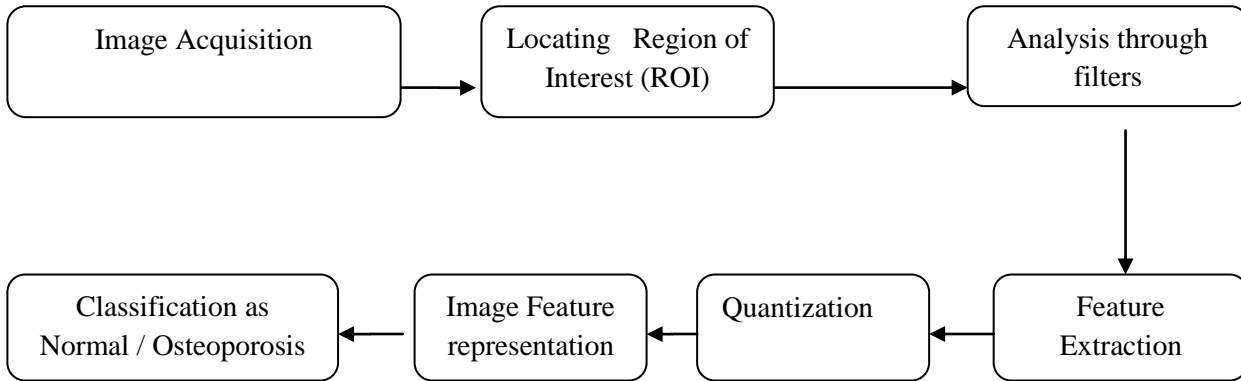 Image Acquisition
Locating Region of
Interest (ROI)
Analysis through
filters
Feature
Extraction
Quantization
Image Feature
representation
Classification as
Normal / Osteoporosis